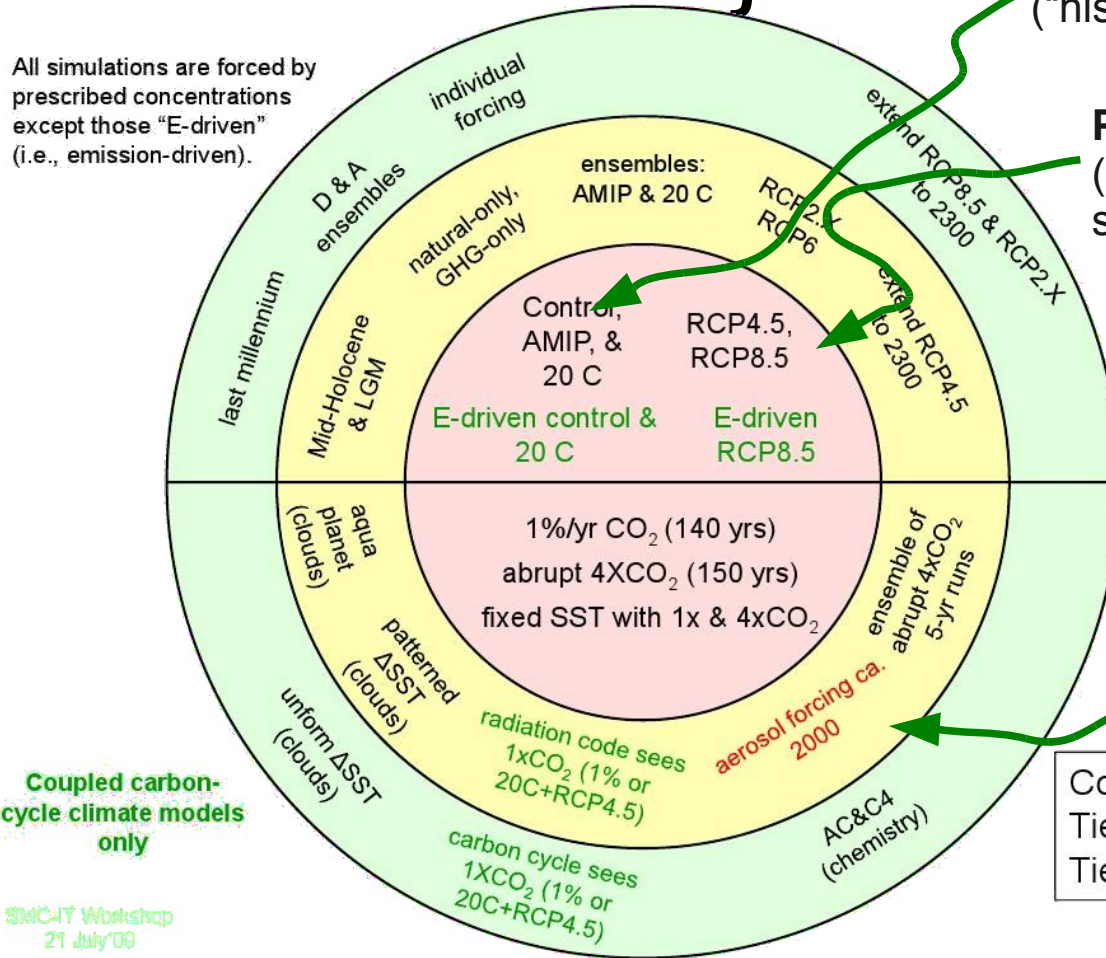 ("his
All simulations are forced by
prescribed concentrations
except those "E-driven"
(i.e., emission-driven).
individual
forcing
D & A
ensembles
last millennium
extend RCP8.5 & RCP2.X
to 2300
ensembles:
AMIP & 20 C
natural-only,
GHG-only
Mid-Holocene
& LGM
RCP6
extend RCP4.5
to 2300
(
s
Control,
AMIP, &
20 C
RCP4.5,
RCP8.5
E-driven control &
20 C
E-driven
RCP8.5
1%/yr CO₂ (140 yrs)
abrupt 4XCO₂ (150 yrs)
fixed SST with 1x & 4xCO₂
aqua
planet
(clouds)
patterned
ΔSST
(clouds)
unform ΔSST
(clouds)
radiation code sees
1xCO₂ (1% or
20C+RCP4.5)
carbon cycle sees
1XCO₂ (1% or
20C+RCP4.5)
aerosol forcing ca.
2000
ensemble of
abrupt 4xCO₂
5-yr runs
AC&C4
(chemistry)
Coupled carbon-
cycle climate models
only
SMC-IT Workshop
21 July'09
Co
Tie
Tie